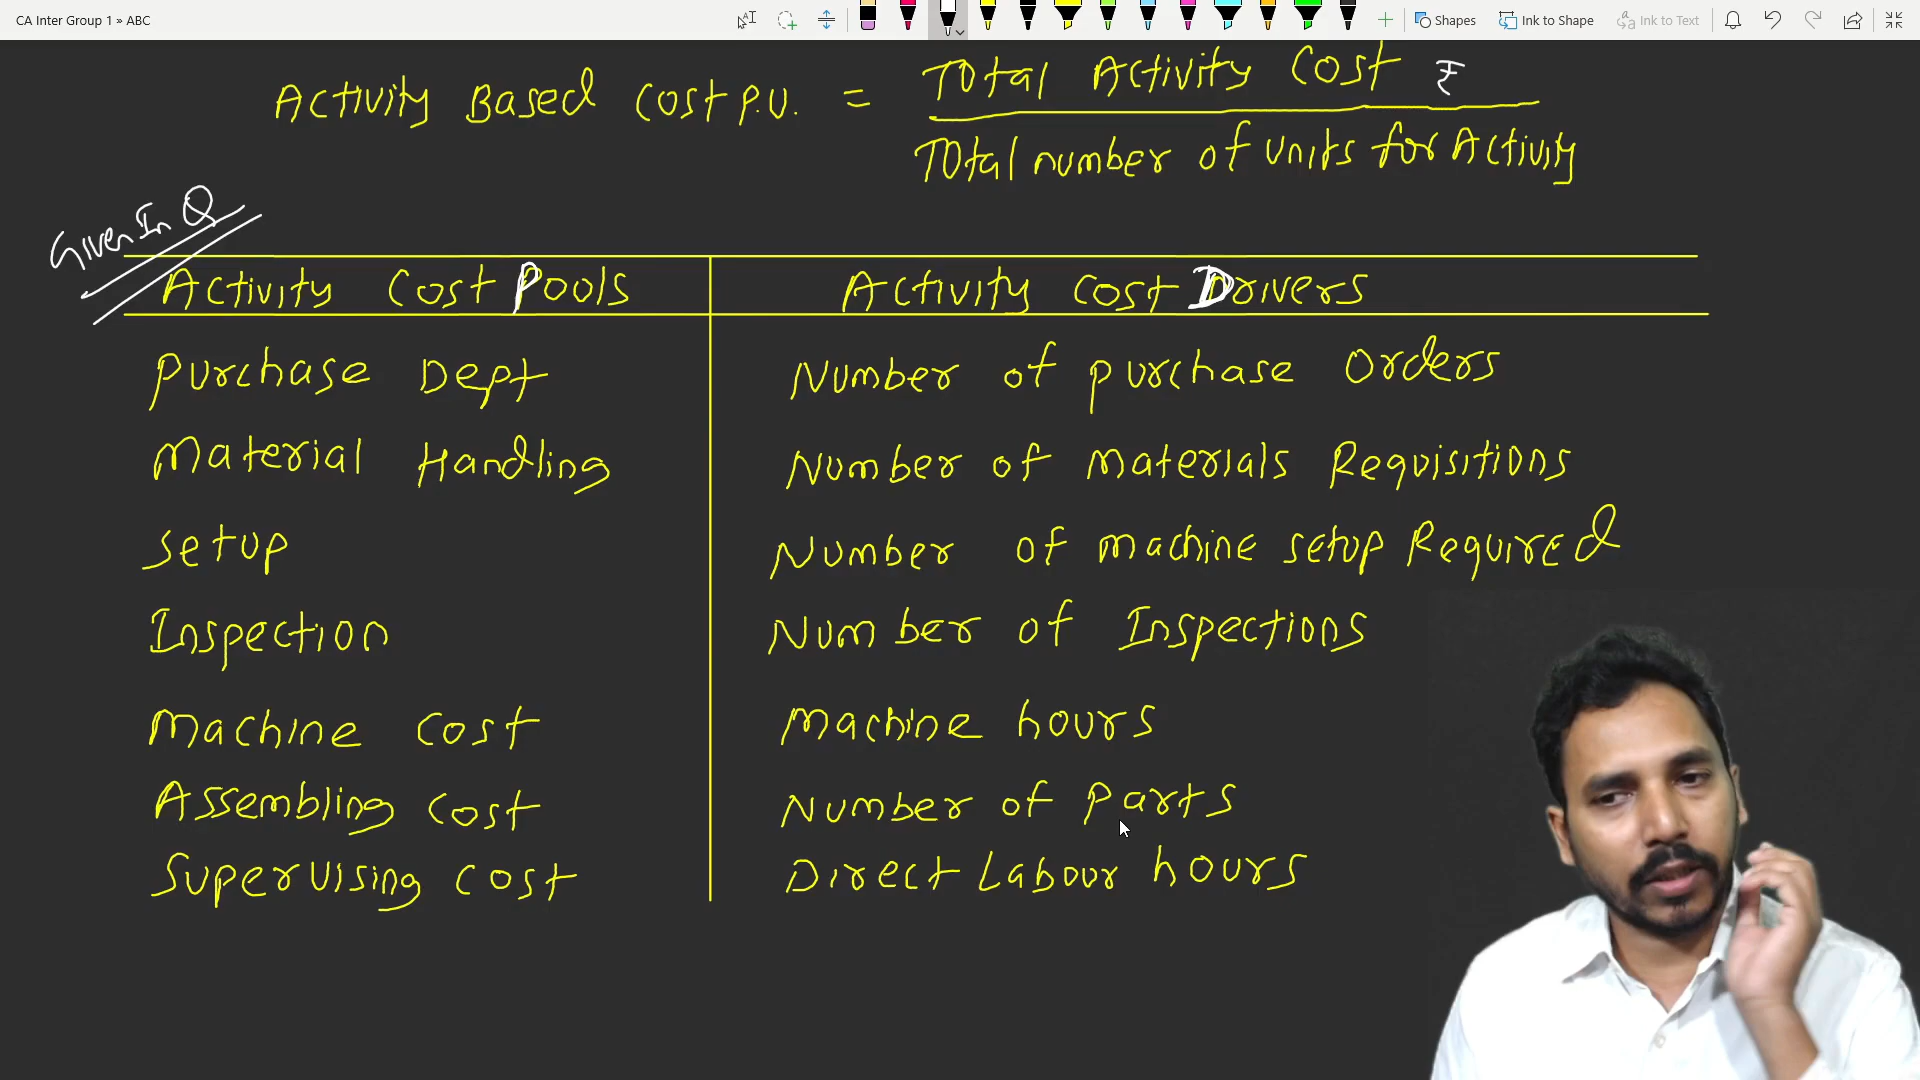 CA Inter Group 1 » ABC
Shapes
Ink to Shape
Ink to Text
Activity Based Cost P.U. = Total Activity Cost ₹
Total number of units for Activity
Given In Q
Activity Cost Pools Activity Cost Drivers
Purchase Dept Number of purchase Orders
Material Handling Number of Materials Requisitions
Setup Number of machine setup Required
Inspection Number of Inspections
Machine Cost Machine hours
Assembling Cost Number of Parts
Supervising Cost Direct Labour hours